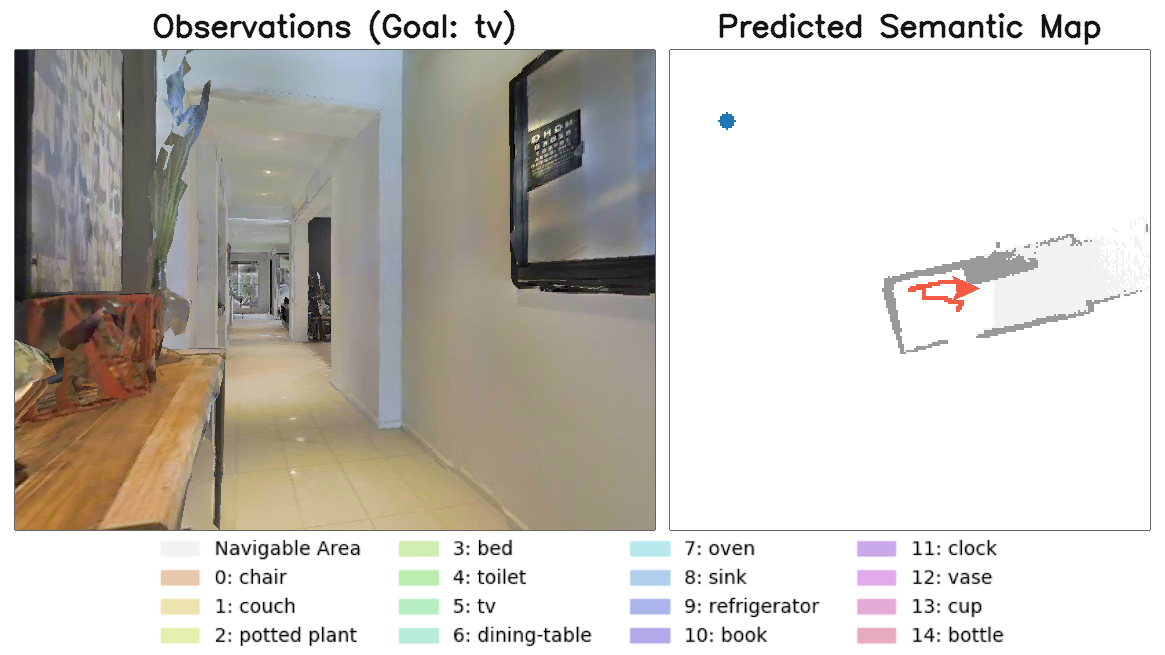 Observations (Goal: tv)
Predicted Semantic Map
Navigable Area
0: chair
1: couch
2: potted plant
3: bed
4: toilet
5: tv
6: dining-table
7: oven
8: sink
9: refrigerator
10: book
11: clock
12: vase
13: cup
14: bottle